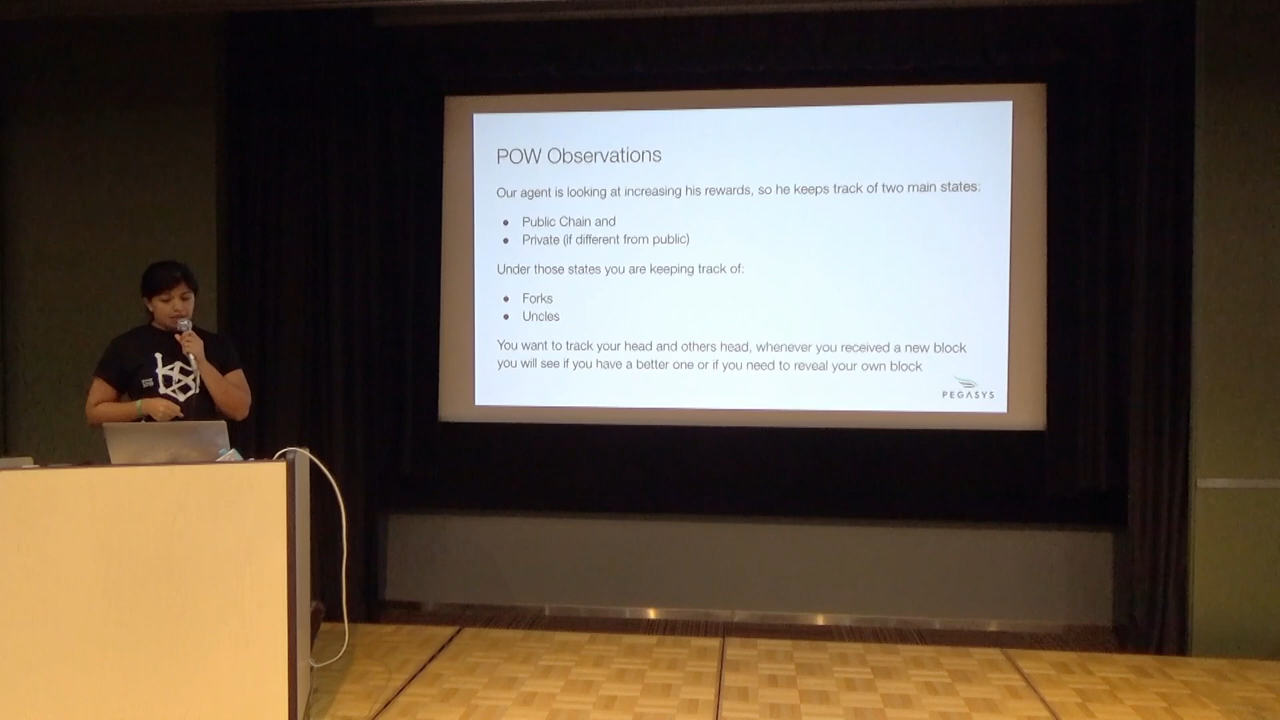 POW Observations
Our agent is looking at increasing his rewards, so he keeps track of two main states:
● Public Chain and
● Private (if different from public)
Under those states you are keeping track of:
● Forks
● Uncles
You want to track your head and others head, whenever you received a new block
you will see if you have a better one or if you need to reveal your own block
PEGASYS